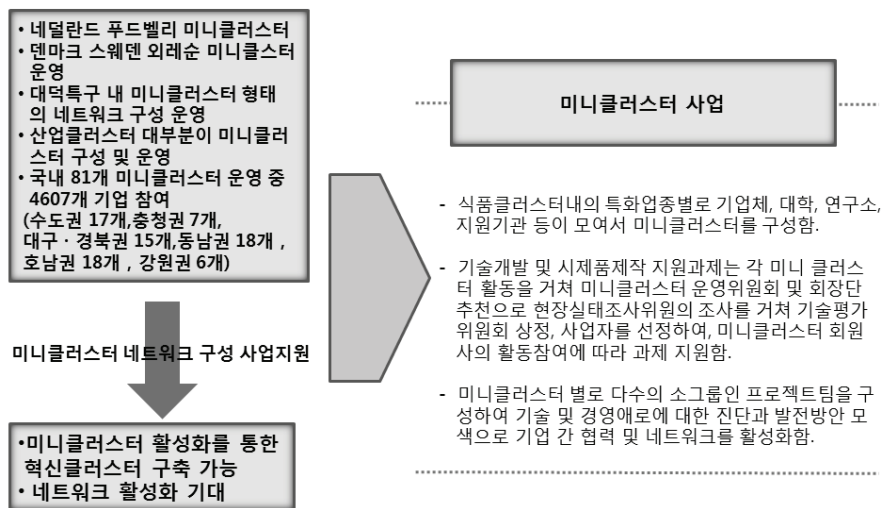 • 네덜란드 푸드벨리 미니클러스터
• 덴마크 스웨덴 외레순 미니클스터
운영
• 대덕특구 내 미니클러스터 형태
의 네트워크 구성 운영
• 산업클러스터 대부분이 미니클러
스터 구성 및 운영
• 국내 81개 미니클러스터 운영 중
4607개 기업 참여
(수도권 17개,충청권 7개,
대구 · 경북권 15개,동남권 18개 ,
호남권 18개 , 강원권 6개)
미니클러스터 네트워크 구성 사업지원
•미니클러스터 활성화를 통한
혁신클러스터 구축 가능
• 네트워크 활성화 기대
미니클러스터 사업
- 식품클러스터내의 특화업종별로 기업체, 대학, 연구소,
지원기관 등이 모여서 미니클러스터를 구성함.
- 기술개발 및 시제품제작 지원과제는 각 미니 클러스
터 활동을 거쳐 미니클러스터 운영위원회 및 회장단
추천으로 현장실태조사위원의 조사를 거쳐 기술평가
위원회 상정, 사업자를 선정하여, 미니클러스터 회원
사의 활동참여에 따라 과제 지원함.
- 미니클러스터 별로 다수의 소그룹인 프로젝트팀을 구
성하여 기술 및 경영애로에 대한 진단과 발전방안 모
색으로 기업 간 협력 및 네트워크를 활성화함.